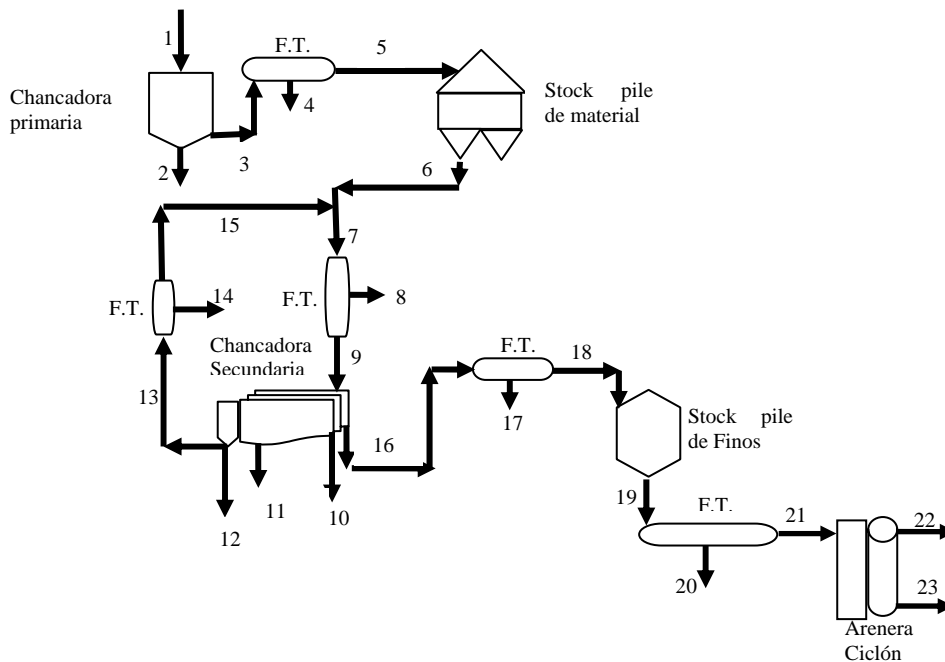 1
F.T.
5
Chancadora
primaria
4
Stock pile
de material
2
3
6
15
7
14
F.T.
F.T.
8
Chancadora
Secundaria
9
F.T.
18
13
17
Stock pile
de Finos
16
11
10
12
19
F.T.
21
22
20
23
Arenera
Ciclón